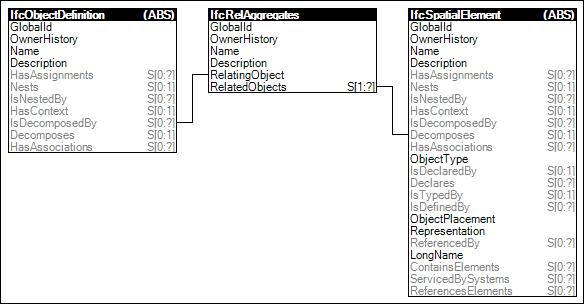 IfcObjectDefinition (ABS)
GlobalId
OwnerHistory
Name
Description
HasAssignments S[0:?]
Nests S[0:1]
IsNestedBy S[0:?]
HasContext S[0:1]
IsDecomposedBy S[0:?]
Decomposes S[0:1]
HasAssociations S[0:?]
IfcRelAggregates
GlobalId
OwnerHistory
Name
Description
RelatingObject
RelatedObjects S[1:?]
IfcSpatialElement (ABS)
GlobalId
OwnerHistory
Name
Description
HasAssignments S[0:?]
Nests S[0:1]
IsNestedBy S[0:?]
HasContext S[0:1]
IsDecomposedBy S[0:?]
Decomposes S[0:1]
HasAssociations S[0:?]
ObjectType
IsDeclaredBy S[0:1]
Declares S[0:?]
IsTypedBy S[0:1]
IsDefinedBy S[0:?]
ObjectPlacement
Representation
ReferencedBy S[0:?]
LongName
ContainsElements S[0:?]
ServicedBySystems S[0:?]
ReferencesElements S[0:?]